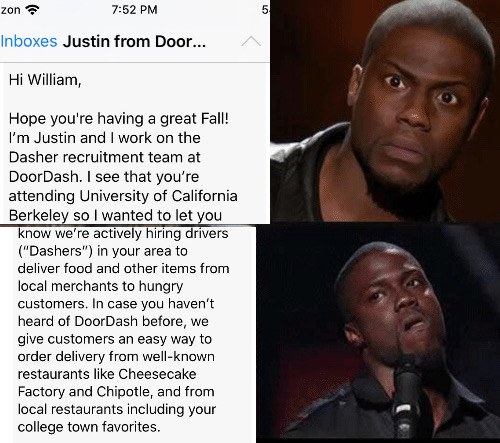 zon 7:52 PM 5
Inboxes Justin from Door...
Hi William,
Hope you're having a great Fall!
I'm Justin and I work on the
Dasher recruitment team at
DoorDash. I see that you're
attending University of California
Berkeley so I wanted to let you
know we're actively hiring drivers
("Dashers") in your area to
deliver food and other items from
local merchants to hungry
customers. In case you haven't
heard of DoorDash before, we
give customers an easy way to
order delivery from well-known
restaurants like Cheesecake
Factory and Chipotle, and from
local restaurants including your
college town favorites.